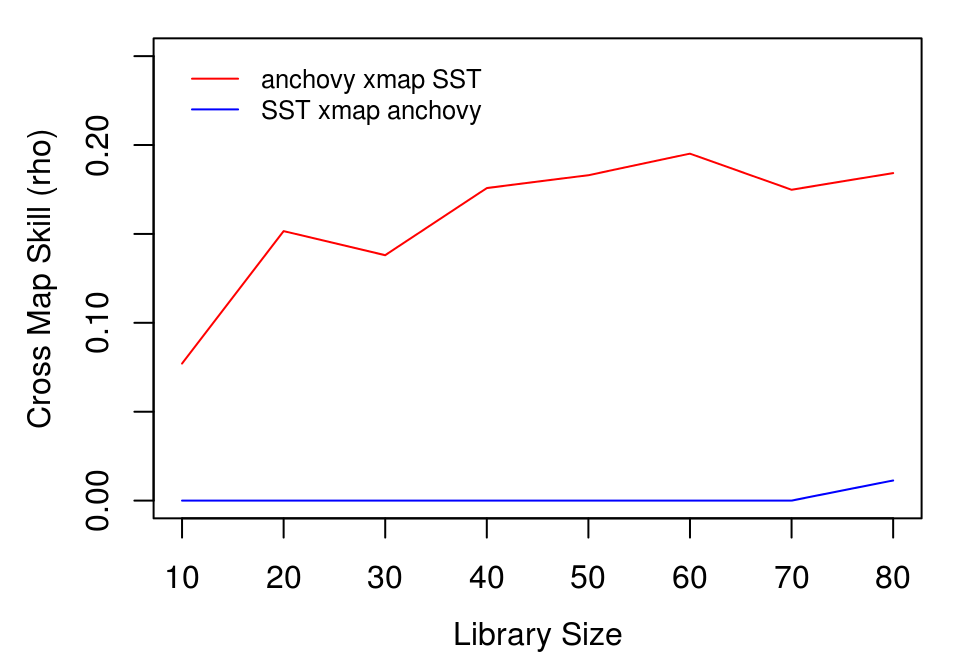 anchovy xmap SST
SST xmap anchovy
Cross Map Skill (rho)
0.20
0.10
0.00
10 20 30 40 50 60 70 80
Library Size